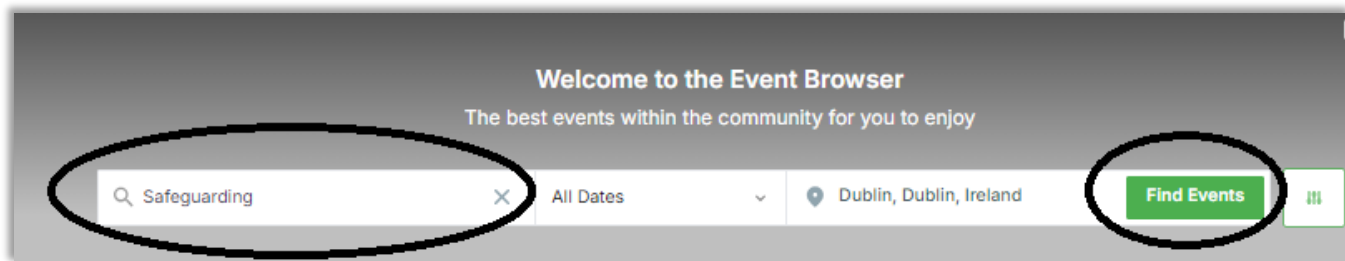 Welcome to the Event Browser
The best events within the community for you to enjoy
Safeguarding All Dates Dublin, Dublin, Ireland Find Events